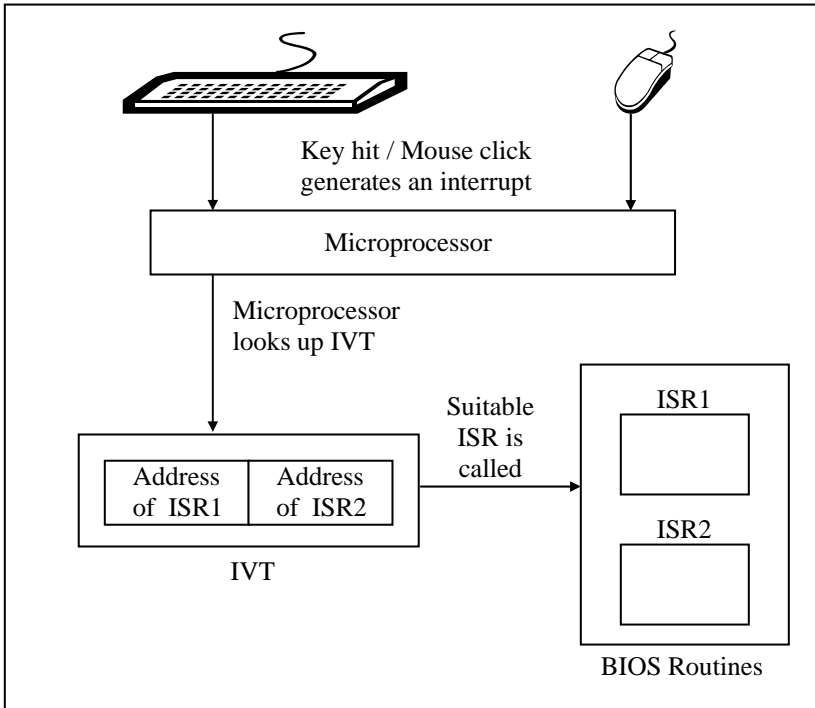 Key hit / Mouse click
generates an interrupt
Microprocessor
Microprocessor
looks up IVT
Suitable
ISR is
called
Address
of ISR1
Address
of ISR2
IVT
ISR1
ISR2
BIOS Routines